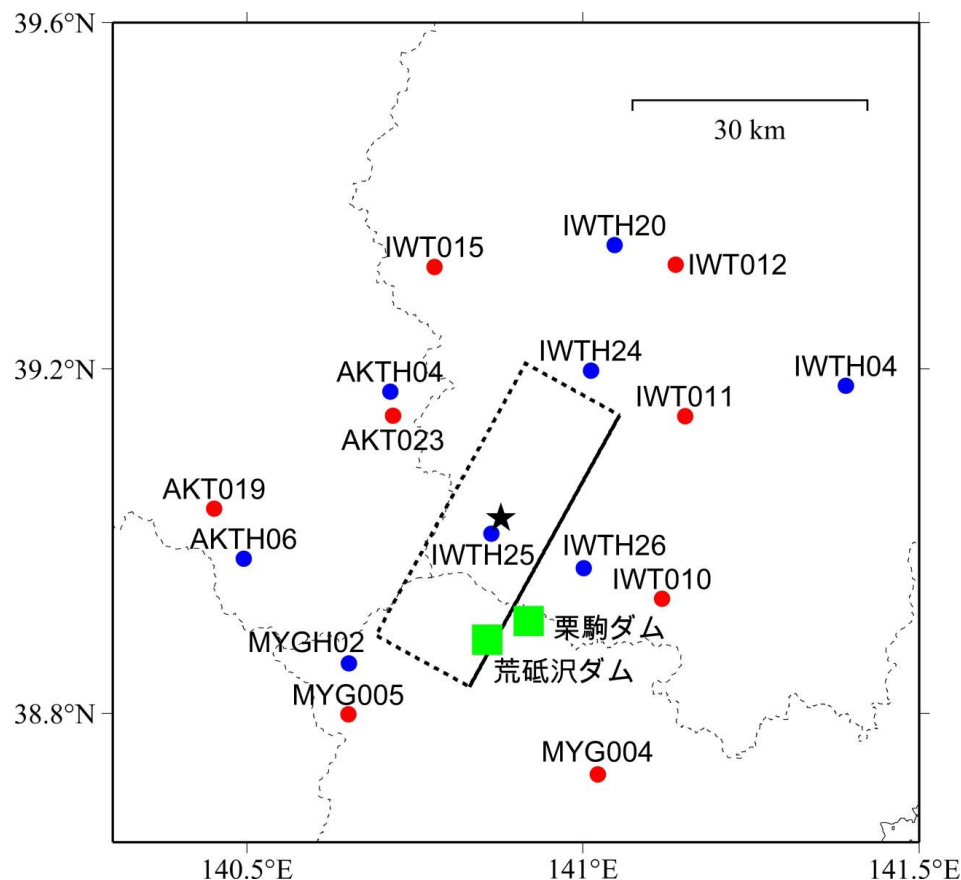 39.6°N
30 km
IWTH20
IWT015
IWT012
IWTH24
39.2°N
AKTH04
IWTH04
IWT011
AKT023
AKT019
AKTH06
IWTH25
IWTH26
IWT010
栗駒ダム
MYGH02
荒砥沢ダム
MYG005
38.8°N
MYG004
140.5°E
141°E
141.5°E